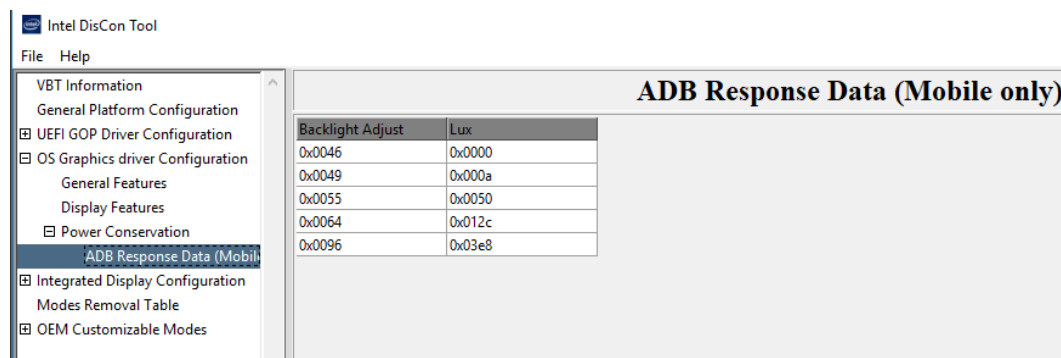 Intel DisCon Tool
File Help
VBT Information
General Platform Configuration
UEFI GOP Driver Configuration
OS Graphics driver Configuration
General Features
Display Features
Power Conservation
ADB Response Data (Mobil
Integrated Display Configuration
Modes Removal Table
OEM Customizable Modes
ADB Response Data (Mobile only)
Backlight Adjust Lux
0x0046 0x0000
0x0049 0x000a
0x0055 0x0050
0x0064 0x012c
0x0096 0x03e8